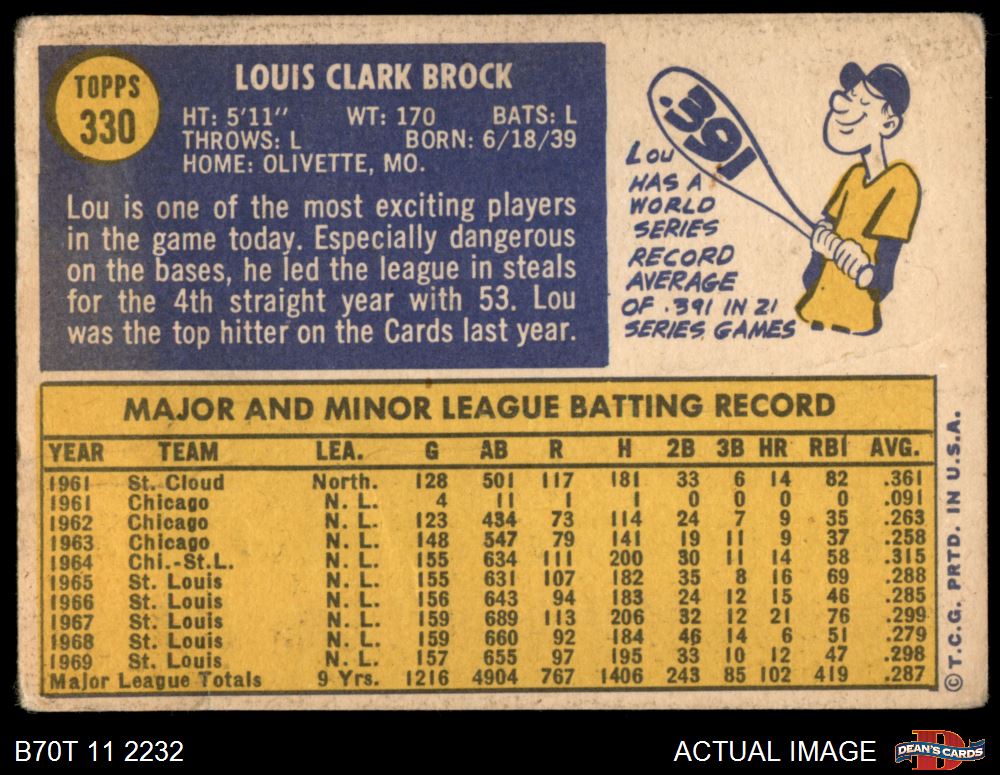 TOPPS
330
LOUIS CLARK BROCK
HT: 5'11" WT: 170 BATS: L
THROWS: L BORN: 6/18/39
HOME: OLIVETTE, MO.
Lou is one of the most exciting players
in the game today. Especially dangerous
on the bases, he led the league in steals
for the 4th straight year with 53. Lou
was the top hitter on the Cards last year.
.391
LOU
HAS A
WORLD
SERIES
RECORD
AVERAGE
OF .391 IN 21
SERIES GAMES
MAJOR AND MINOR LEAGUE BATTING RECORD
YEAR TEAM LEA. G AB R H 2B 3B HR RBI AVG.
1961 St. Cloud North. 128 501 117 181 33 6 14 82 .361
1961 Chicago N. L. 4 11 1 1 0 0 0 0 .091
1962 Chicago N. L. 123 434 73 114 24 7 9 35 .263
1963 Chicago N. L. 148 547 79 141 19 11 9 37 .258
1964 Chi.-St.L. N. L. 155 634 111 200 30 11 14 58 .315
1965 St. Louis N. L. 155 631 107 182 35 8 16 69 .288
1966 St. Louis N. L. 156 643 94 183 24 12 15 46 .285
1967 St. Louis N. L. 159 689 113 206 32 12 21 76 .299
1968 St. Louis N. L. 159 660 92 184 46 14 6 51 .279
1969 St. Louis N. L. 157 655 97 195 33 10 12 47 .298
Major League Totals 9 Yrs. 1216 4904 767 1406 243 85 102 419 .287
©T.C.G. PRTD. IN U.S.A.
B70T 11 2232
ACTUAL IMAGE
D
DEAN'S CARDS